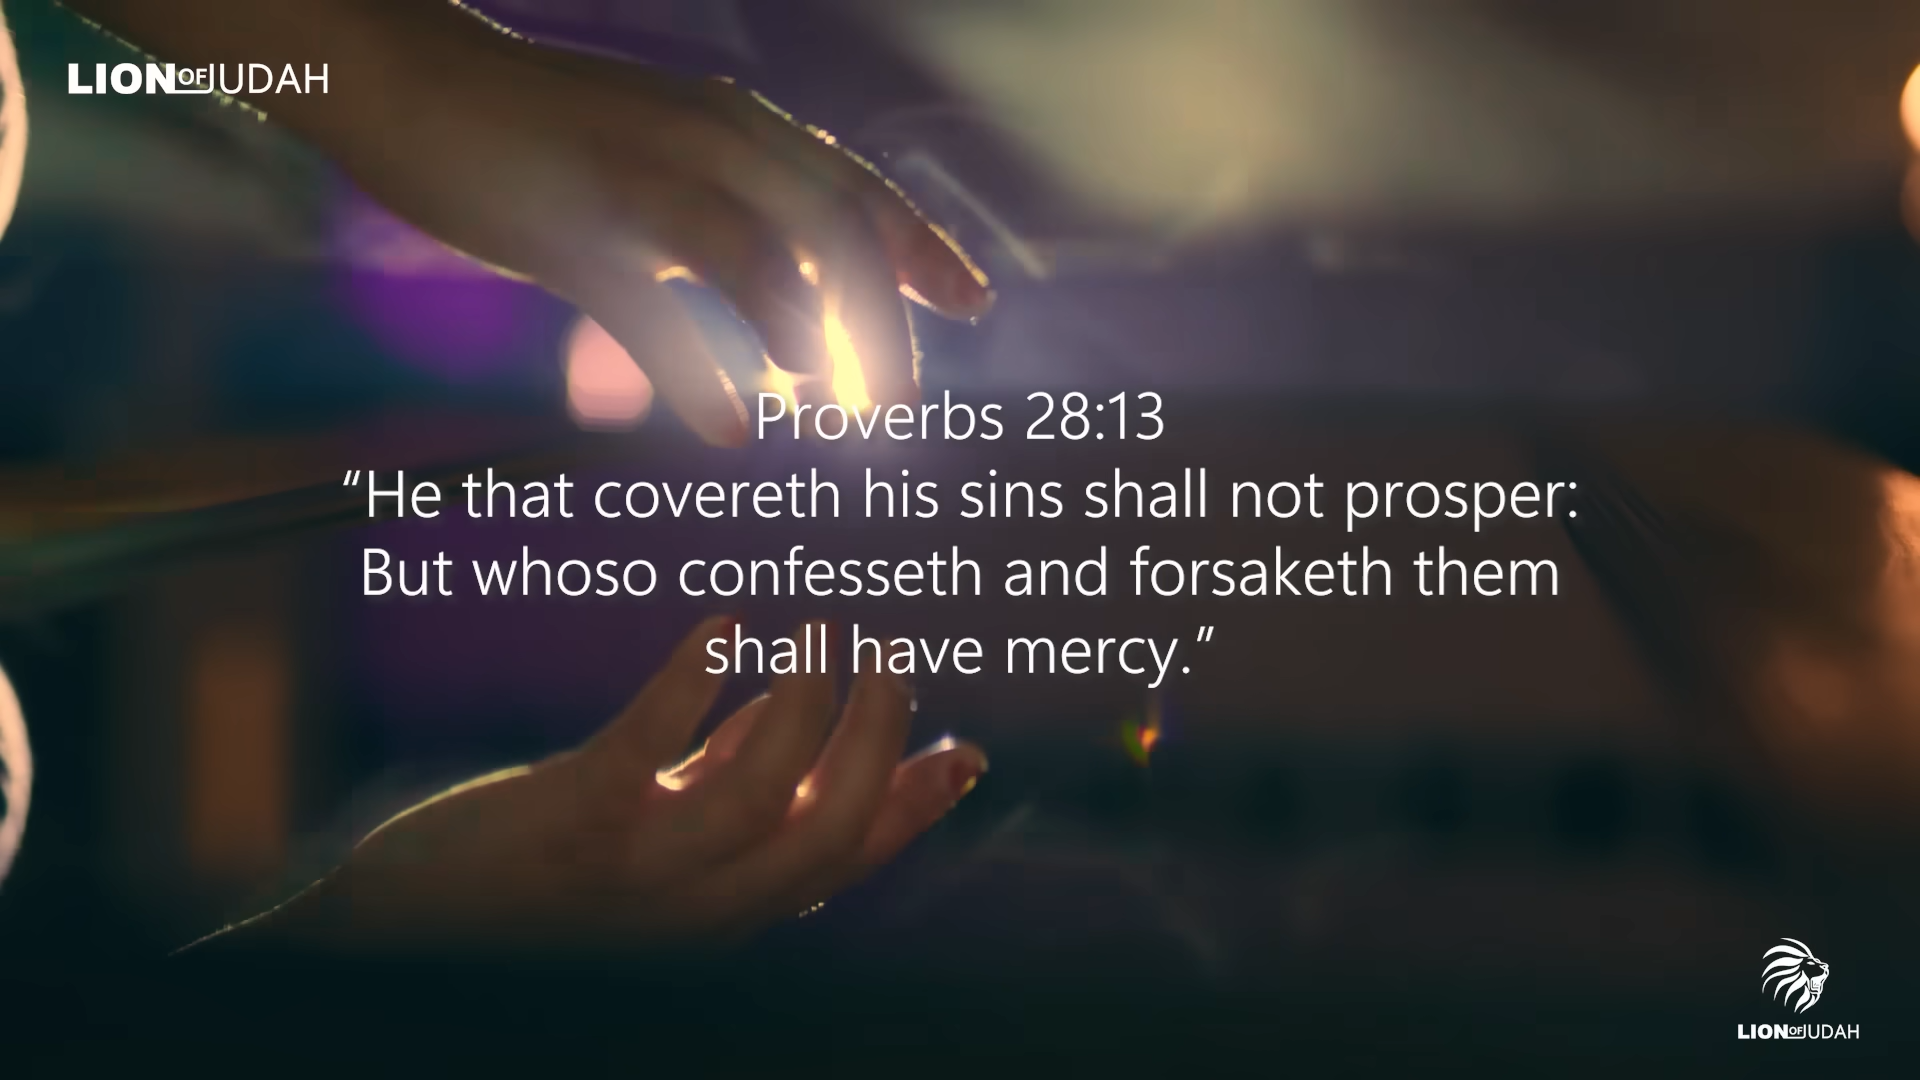 LION OF JUDAH
Proverbs 28:13
“He that covereth his sins shall not prosper:
But whoso confesseth and forsaketh them
shall have mercy.”
LION OF JUDAH